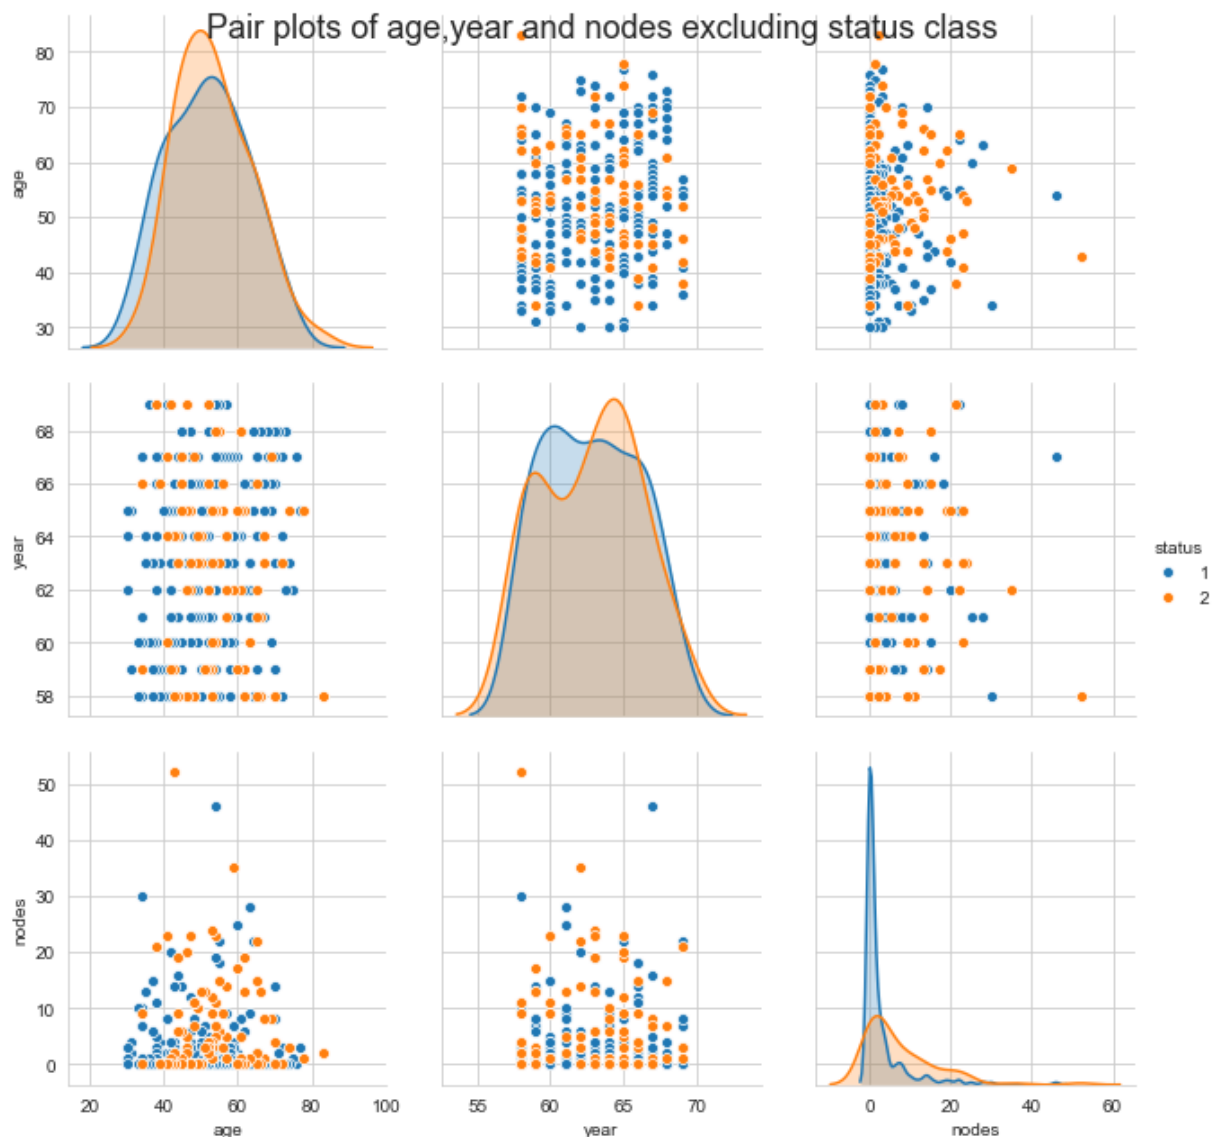 Pair plots of age,year and nodes excluding status class
80
70
60
50
40
30
age
68
66
64
62
60
58
year
status
1
2
50
40
30
20
10
0
nodes
20 40 60 80 100
age
55 60 65 70
year
0 20 40 60
nodes